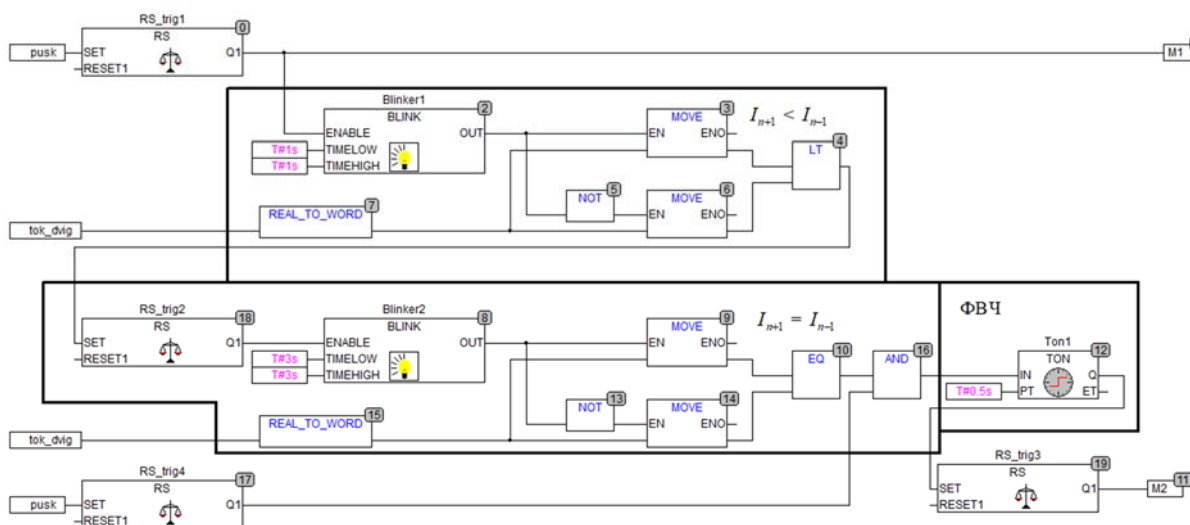 RS_trig1
0
RS
pusk
SET
Q1
RESET1
M1
Blinker1
2
BLINK
ENABLE
OUT
T#1s
TIMELOW
T#1s
TIMEHIGH
3
MOVE
EN
ENO
I_{n+1} < I_{n-1}
4
LT
5
NOT
6
MOVE
EN
ENO
7
REAL_TO_WORD
tok_dvig
RS_trig2
18
RS
SET
Q1
RESET1
Blinker2
8
BLINK
ENABLE
OUT
T#3s
TIMELOW
T#3s
TIMEHIGH
9
MOVE
EN
ENO
I_{n+1} = I_{n-1}
10
EQ
16
AND
ФВЧ
Ton1
12
TON
IN
Q
T#0.5s
PT
ET
13
NOT
14
MOVE
EN
ENO
15
REAL_TO_WORD
tok_dvig
RS_trig4
17
RS
pusk
SET
Q1
RESET1
RS_trig3
19
RS
SET
Q1
RESET1
M2
11